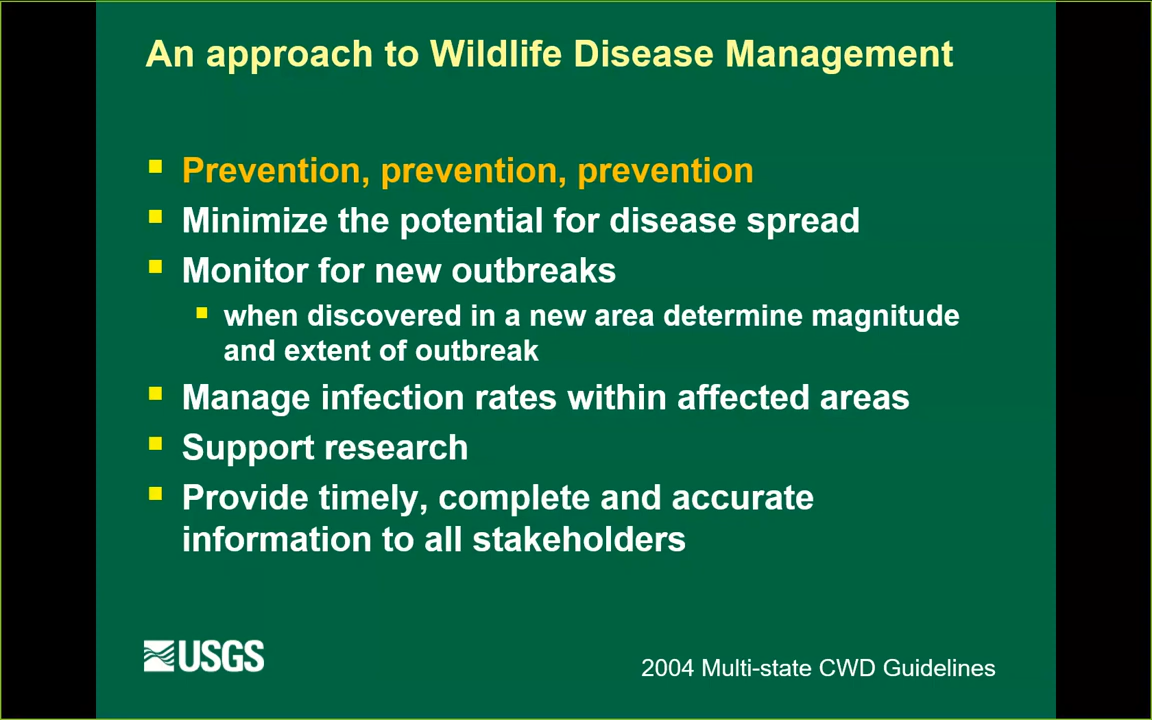 An approach to Wildlife Disease Management
Prevention, prevention, prevention
Minimize the potential for disease spread
Monitor for new outbreaks
when discovered in a new area determine magnitude
and extent of outbreak
Manage infection rates within affected areas
Support research
Provide timely, complete and accurate
information to all stakeholders
USGS
2004 Multi-state CWD Guidelines